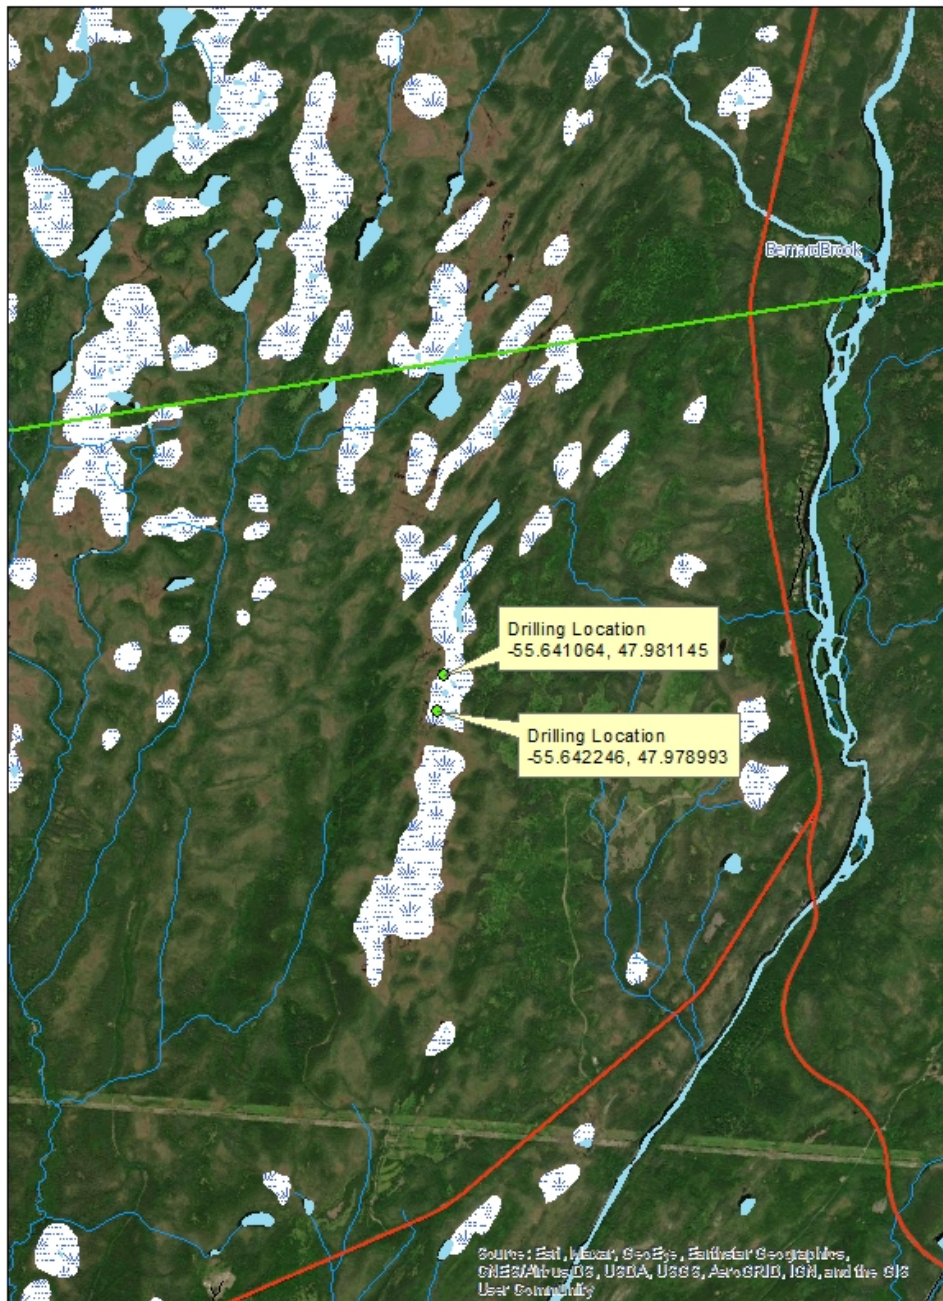 BernardBrook
Drilling Location
-55.641064, 47.981145
Drilling Location
-55.642246, 47.978993
Source: Esri, Maxar, GeoEye, Earthstar Geographics,
CNES/Airbus DS, USDA, USGS, AeroGRID, IGN, and the GIS
User Community